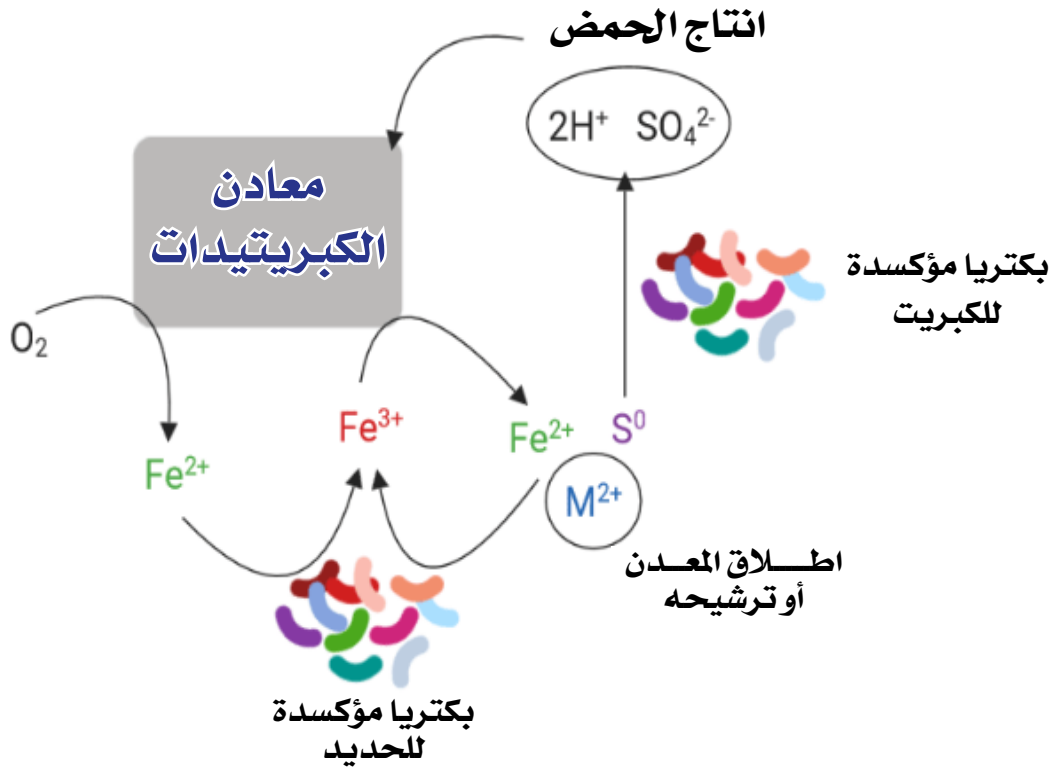 انتاج الحمض
2H⁺ SO₄²⁻
معادن
الكبريتيدات
بكتريا مؤكسدة
للكبريت
O₂
Fe³⁺
Fe²⁺ S⁰
Fe²⁺
M²⁺
اطـــلاق المعــدن
أو ترشيحه
بكتريا مؤكسدة
للحديد